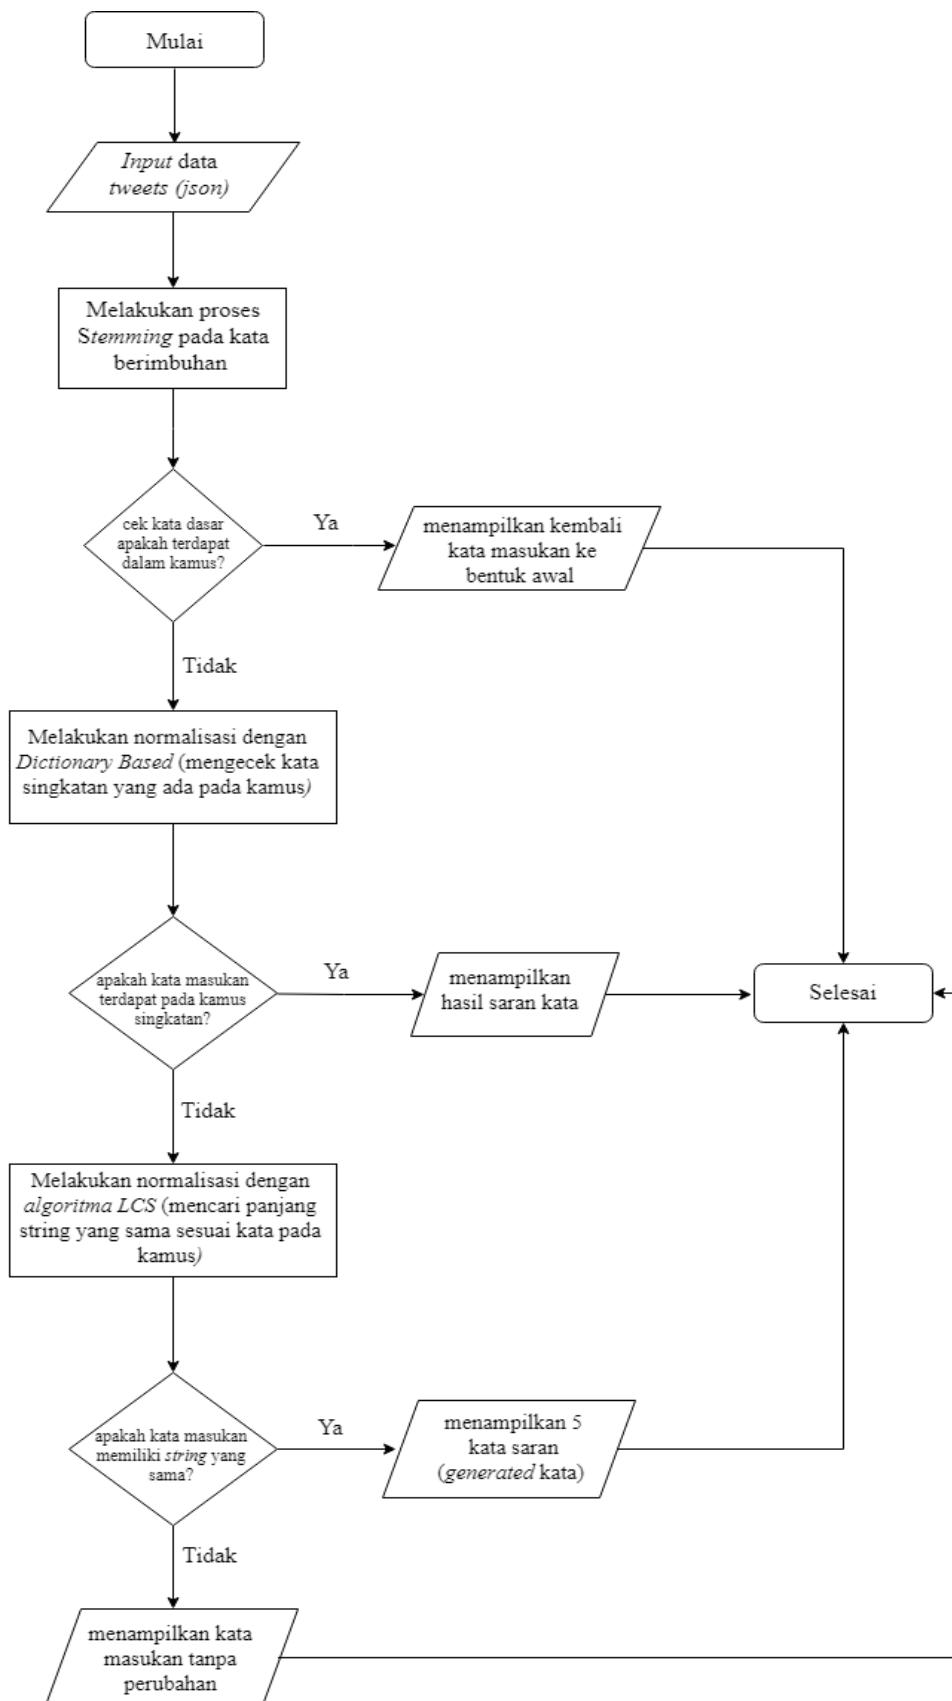 Mulai
Input data
tweets (json)
Melakukan proses
Stemming pada kata
berimbuhan
cek kata dasar
apakah terdapat
dalam kamus?
Ya
menampilkan kembali
kata masukan ke
bentuk awal
Tidak
Melakukan normalisasi dengan
Dictionary Based (mengecek kata
singkatan yang ada pada kamus)
apakah kata masukan
terdapat pada kamus
singkatan?
Ya
menampilkan
hasil saran kata
Selesai
Tidak
Melakukan normalisasi dengan
algoritma LCS (mencari panjang
string yang sama sesuai kata pada
kamus)
apakah kata masukan
memiliki string yang
sama?
Ya
menampilkan 5
kata saran
(generated kata)
Tidak
menampilkan kata
masukan tanpa
perubahan